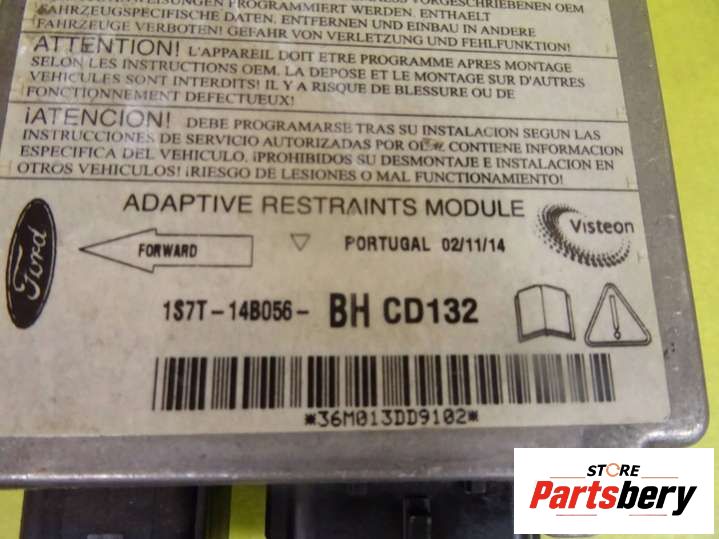 VORGESCHRIEBENEN OEM
PROGRAMMIERT WERDEN, ENTHAELT
FAHRZEUGSPEZIFISCHE DATEN, ENTFERNEN UND EINBAU IN ANDERE
FAHRZEUGE VERBOTEN! GEFAHR VON VERLETZUNG UND FEHLFUNKTION!
ATTENTION! L'APPAREIL DOIT ETRE PROGRAMME APRES MONTAGE
SELON LES INSTRUCTIONS OEM. LA DEPOSE ET LE MONTAGE SUR D'AUTRES
VEHICULES SONT INTERDITS! IL Y A RISQUE DE BLESSURE OU DE
FONCTIONNEMENT DEFECTUEUX!
¡ATENCION! DEBE PROGRAMARSE TRAS SU INSTALACION SEGUN LAS
INSTRUCCIONES DE SERVICIO AUTORIZADAS POR CONTIENE INFORMACION
ESPECIFICA DEL VEHICULO. ¡PROHIBIDOS SU DESMONTAJE E INSTALACION EN
OTROS VEHICULOS! ¡RIESGO DE LESIONES O MAL FUNCIONAMIENTO!
ADAPTIVE RESTRAINTS MODULE
Ford
FORWARD
PORTUGAL 02/11/14
Visteon
1S7T-14B056- BH CD132
*36M013DD9102*
STORE
Partsbery